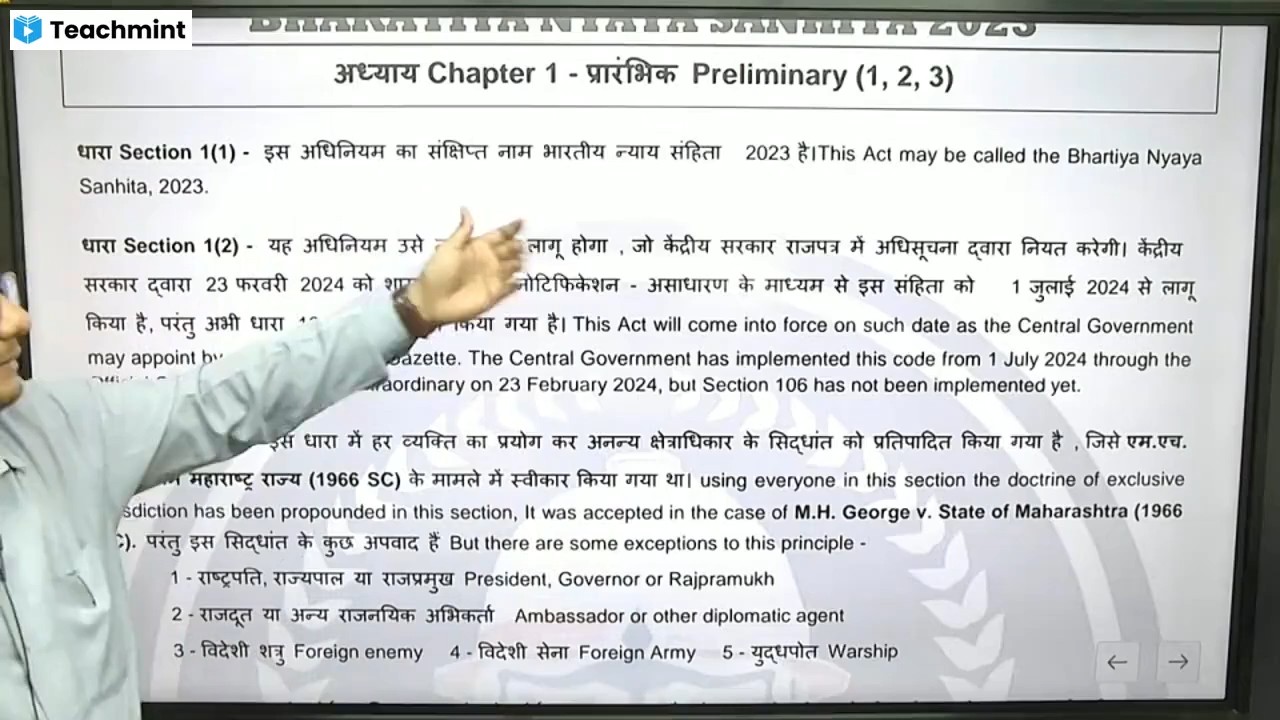 Teachmint
BHARATIYA NYAYA SANHITA 2023
अध्याय Chapter 1 - प्रारंभिक Preliminary (1, 2, 3)
धारा Section 1(1) - इस अधिनियम का संक्षिप्त नाम भारतीय न्याय संहिता 2023 है।This Act may be called the Bhartiya Nyaya
Sanhita, 2023.
धारा Section 1(2) - यह अधिनियम उसे लागू होगा , जो केंद्रीय सरकार राजपत्र में अधिसूचना द्वारा नियत करेगी। केंद्रीय
सरकार द्वारा 23 फरवरी 2024 को - असाधारण के माध्यम से इस संहिता को 1 जुलाई 2024 से लागू
किया है, परंतु अभी धारा किया गया है। This Act will come into force on such date as the Central Government
may appoint by Gazette. The Central Government has implemented this code from 1 July 2024 through the
on 23 February 2024, but Section 106 has not been implemented yet.
इस धारा में हर व्यक्ति का प्रयोग कर अनन्य क्षेत्राधिकार के सिद्धांत को प्रतिपादित किया गया है , जिसे एम.एच.
महाराष्ट्र राज्य (1966 SC) के मामले में स्वीकार किया गया था। using everyone in this section the doctrine of exclusive
has been propounded in this section, It was accepted in the case of M.H. George v. State of Maharashtra (1966
परंतु इस सिद्धांत के कुछ अपवाद हैं But there are some exceptions to this principle -
1 - राष्ट्रपति, राज्यपाल या राजप्रमुख President, Governor or Rajpramukh
2 - राजदूत या अन्य राजनयिक अभिकर्ता Ambassador or other diplomatic agent
3 - विदेशी शत्रु Foreign enemy 4 - विदेशी सेना Foreign Army 5 - युद्धपोत Warship